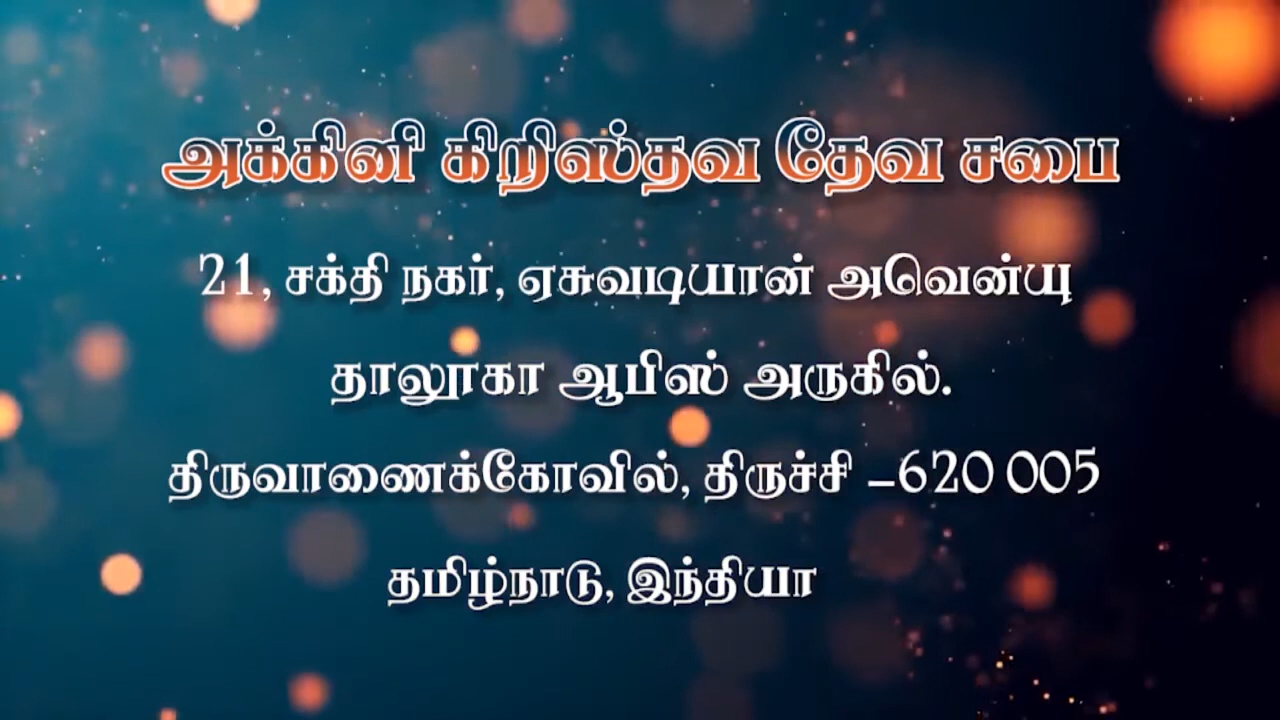 அக்கினி கிறிஸ்தவ தேவ சபை
21, சக்தி நகர், ஏசுவடியான் அவென்யு
தாலூகா ஆபிஸ் அருகில்.
திருவாணைக்கோவில், திருச்சி –620 005
தமிழ்நாடு, இந்தியா